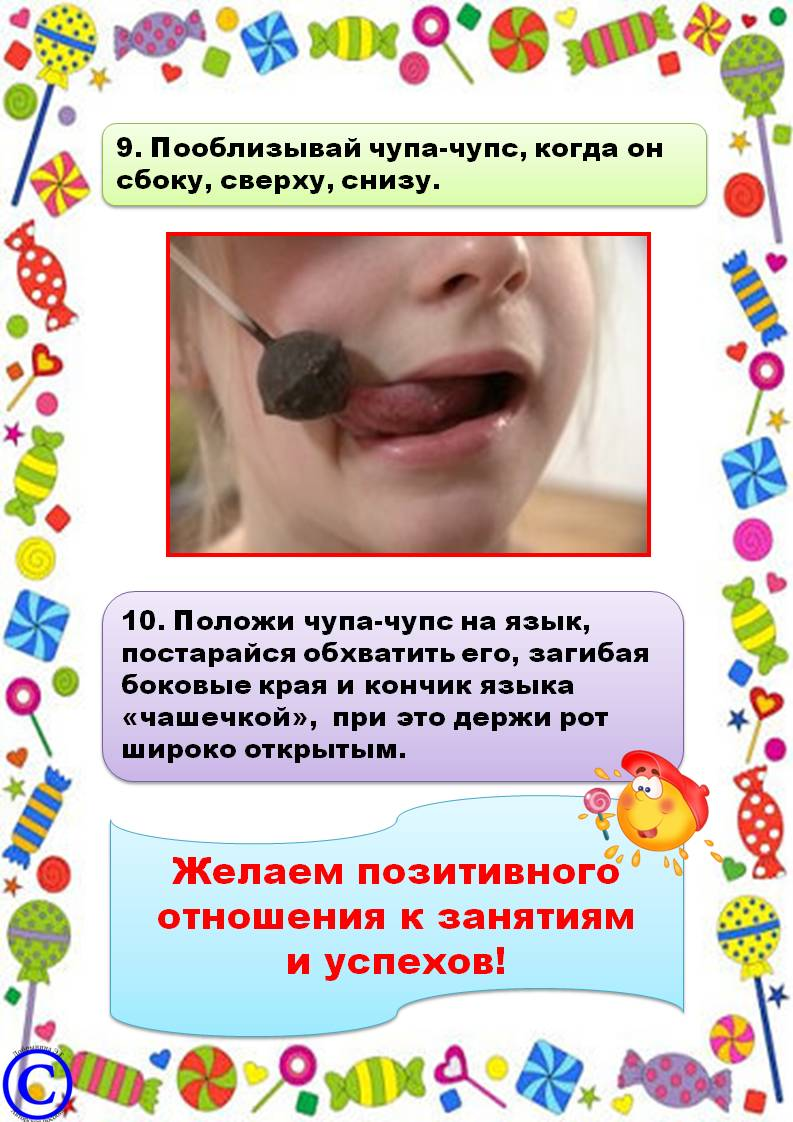 9. Пооблизывай чупа-чупс, когда он
сбоку, сверху, снизу.
10. Положи чупа-чупс на язык,
постарайся обхватить его, загибая
боковые края и кончик языка
«чашечкой», при это держи рот
широко открытым.
Желаем позитивного
отношения к занятиям
и успехов!
C